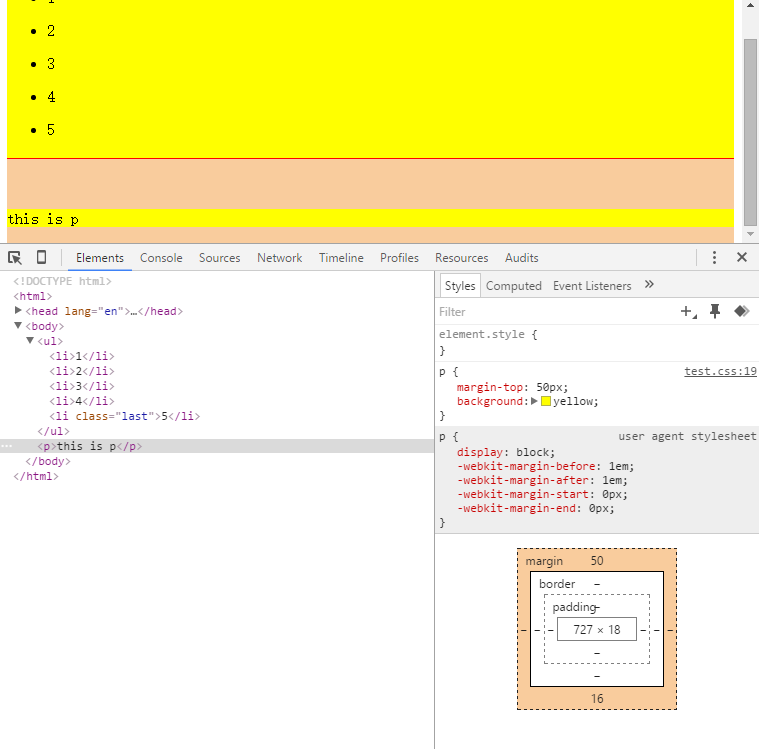 2
3
4
5
this is p
Elements Console Sources Network Timeline Profiles Resources Audits
<!DOCTYPE html>
<html>
<head lang="en">…</head>
<body>
<ul>
<li>1</li>
<li>2</li>
<li>3</li>
<li>4</li>
<li class="last">5</li>
</ul>
<p>this is p</p>
</body>
</html>
Styles Computed Event Listeners »
Filter
element.style {
}
p { test.css:19
margin-top: 50px;
background: yellow;
}
p { user agent stylesheet
display: block;
-webkit-margin-before: 1em;
-webkit-margin-after: 1em;
-webkit-margin-start: 0px;
-webkit-margin-end: 0px;
}
margin 50
border –
padding –
– – – 727 × 18 – – –
–
–
16